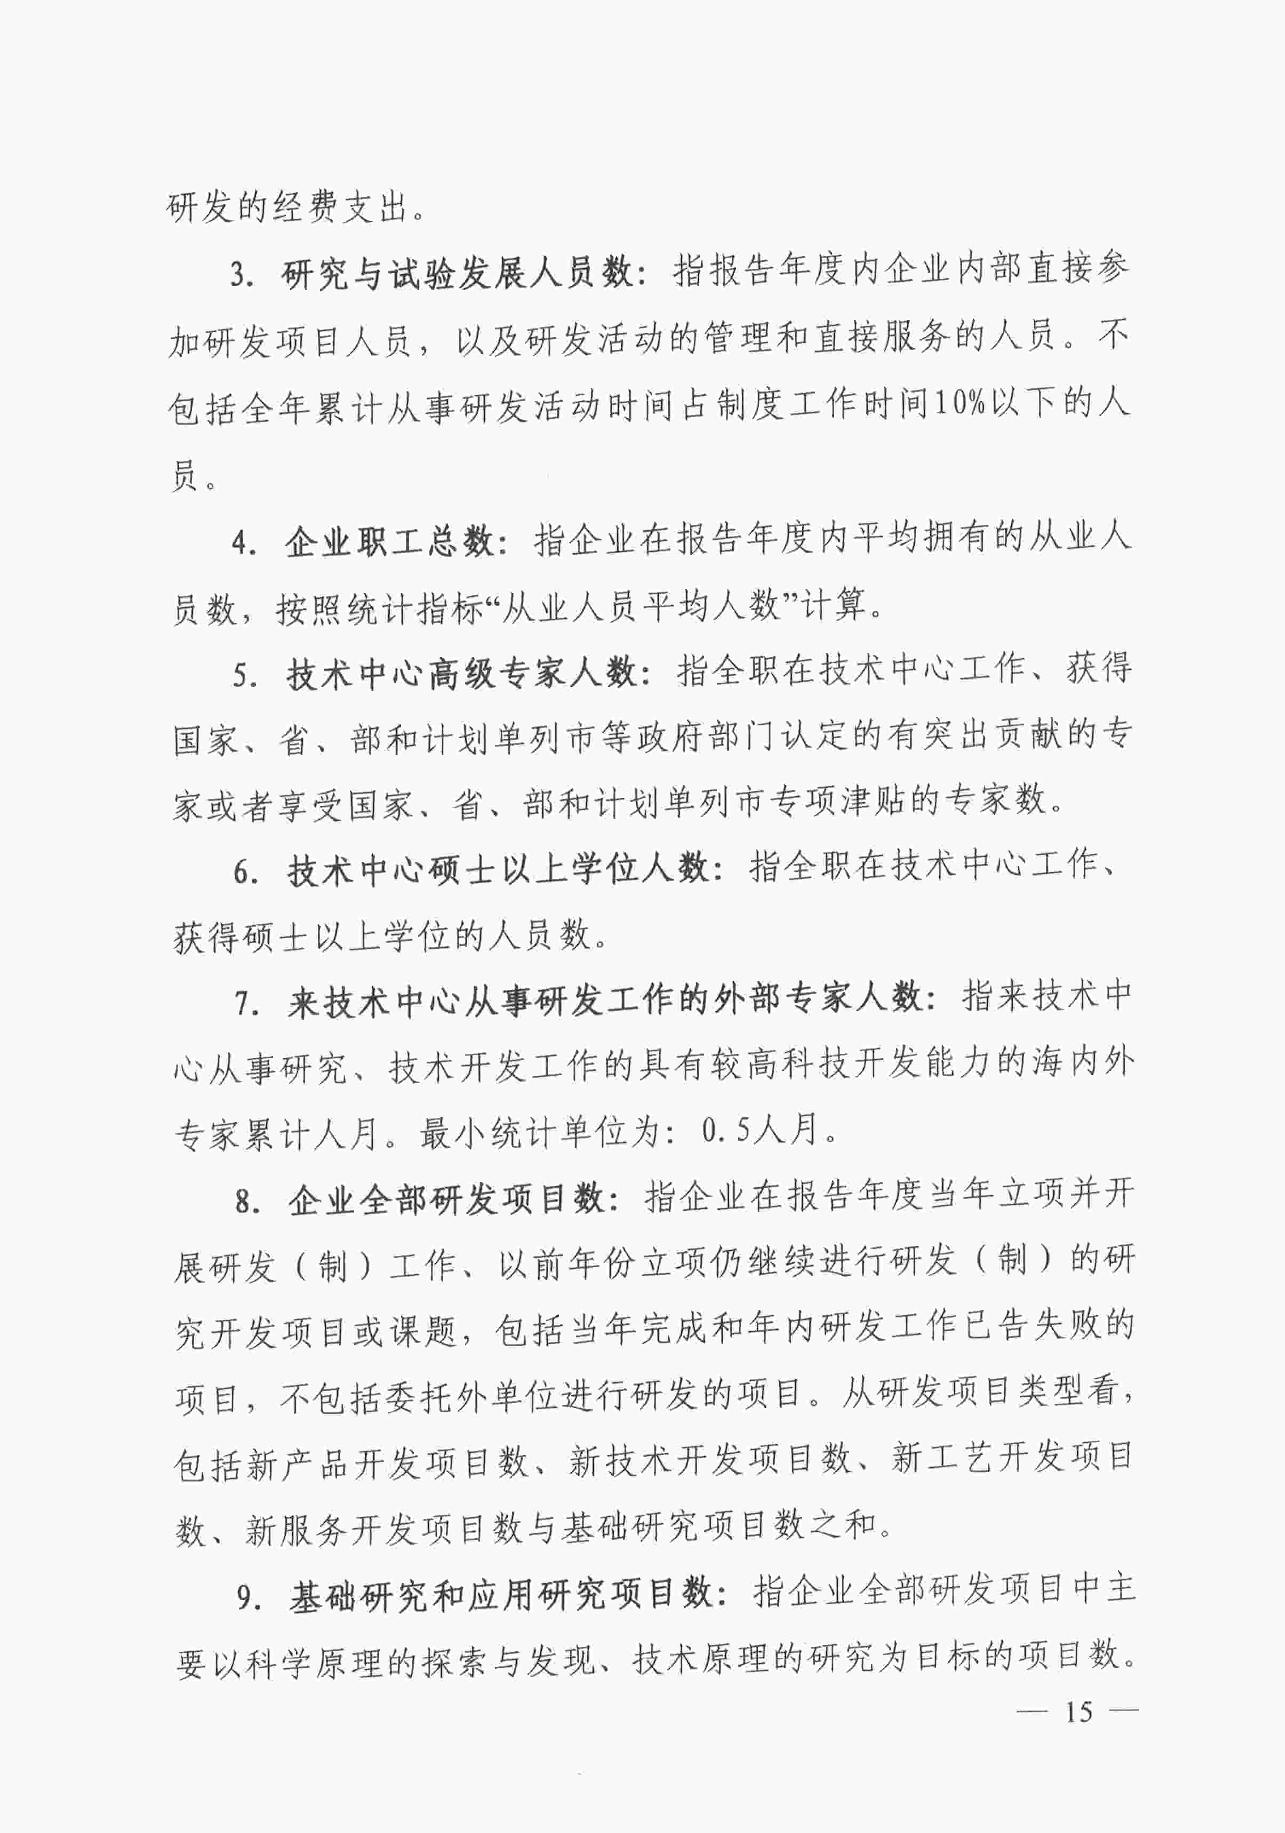 研发的经费支出。
3. 研究与试验发展人员数：指报告年度内企业内部直接参
加研发项目人员，以及研发活动的管理和直接服务的人员。不
包括全年累计从事研发活动时间占制度工作时间10%以下的人
员。
4. 企业职工总数：指企业在报告年度内平均拥有的从业人
员数，按照统计指标“从业人员平均人数”计算。
5. 技术中心高级专家人数：指全职在技术中心工作、获得
国家、省、部和计划单列市等政府部门认定的有突出贡献的专
家或者享受国家、省、部和计划单列市专项津贴的专家数。
6. 技术中心硕士以上学位人数：指全职在技术中心工作、
获得硕士以上学位的人员数。
7. 来技术中心从事研发工作的外部专家人数：指来技术中
心从事研究、技术开发工作的具有较高科技开发能力的海内外
专家累计人月。最小统计单位为：0.5人月。
8. 企业全部研发项目数：指企业在报告年度当年立项并开
展研发（制）工作、以前年份立项仍继续进行研发（制）的研
究开发项目或课题，包括当年完成和年内研发工作已告失败的
项目，不包括委托外单位进行研发的项目。从研发项目类型看，
包括新产品开发项目数、新技术开发项目数、新工艺开发项目
数、新服务开发项目数与基础研究项目数之和。
9. 基础研究和应用研究项目数：指企业全部研发项目中主
要以科学原理的探索与发现、技术原理的研究为目标的项目数。
— 15 —